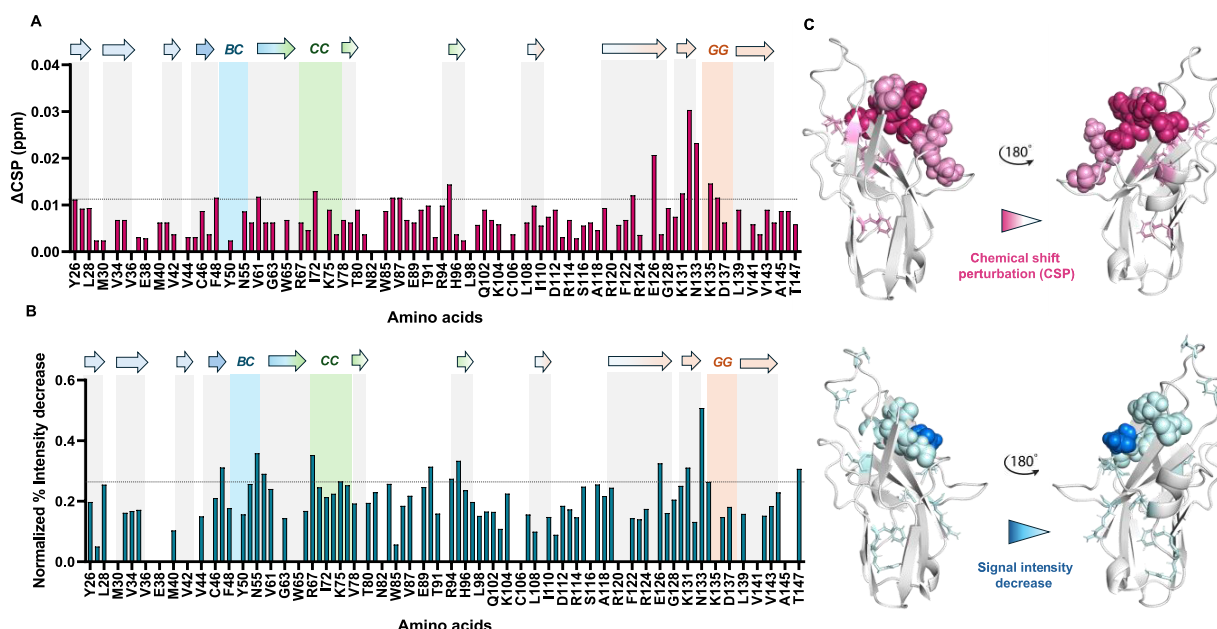 A
BC
CC
GG
0.04
0.03
0.02
0.01
0.00
ΔCSP (ppm)
Y26
L28
M30
V34
V36
E38
M40
V42
V44
C46
F48
Y50
N55
V61
G63
W65
R67
I72
K75
V78
T80
N82
W85
V87
E89
T91
R94
H96
L98
Q102
K104
C106
L108
I110
D112
R114
S116
A118
R120
F122
R124
E126
G128
K131
N133
K135
D137
L139
V141
V143
A145
T147
Amino acids
B
BC
CC
GG
0.6
0.4
0.2
0.0
Normalized % Intensity decrease
Y26
L28
M30
V34
V36
E38
M40
V42
V44
C46
F48
Y50
N55
V61
G63
W65
R67
I72
K75
V78
T80
N82
W85
V87
E89
T91
R94
H96
L98
Q102
K104
C106
L108
I110
D112
R114
S116
A118
R120
F122
R124
E126
G128
K131
N133
K135
D137
L139
V141
V143
A145
T147
Amino acids
C
180°
Chemical shift
perturbation (CSP)
180°
Signal intensity
decrease